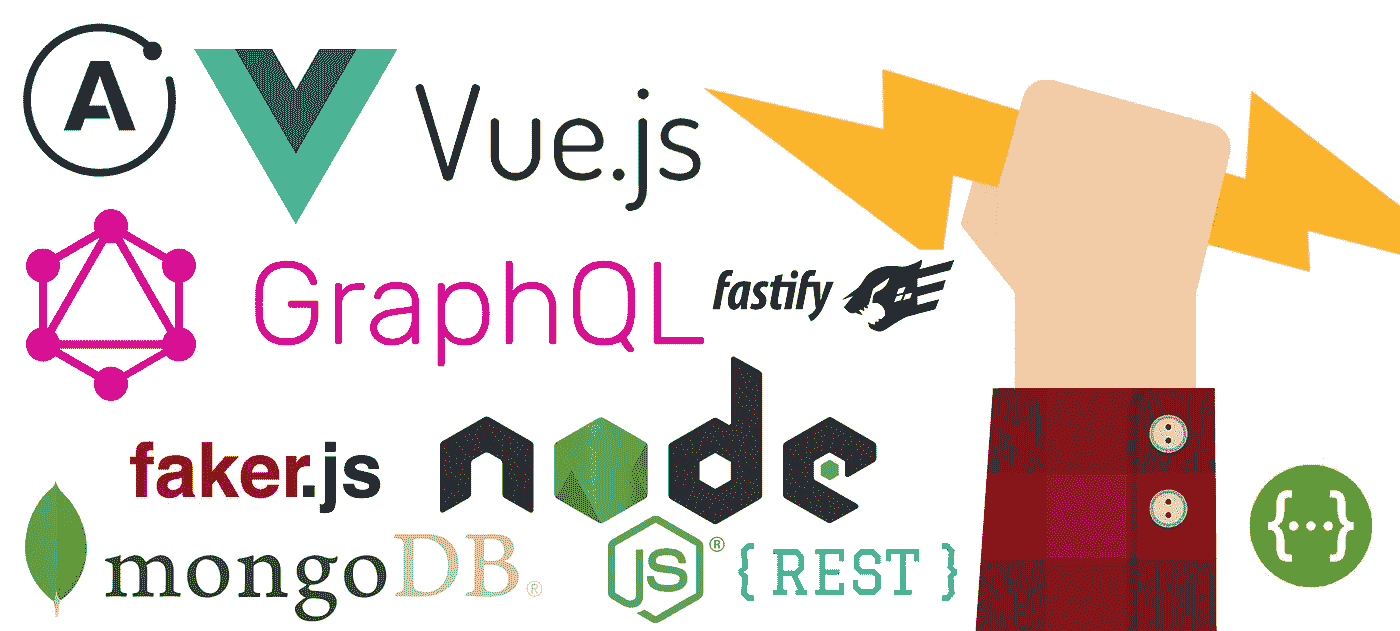 A
Vue.js
GraphQL
fastify
faker.js
node
mongoDB®
JS®
{ REST }
{...}